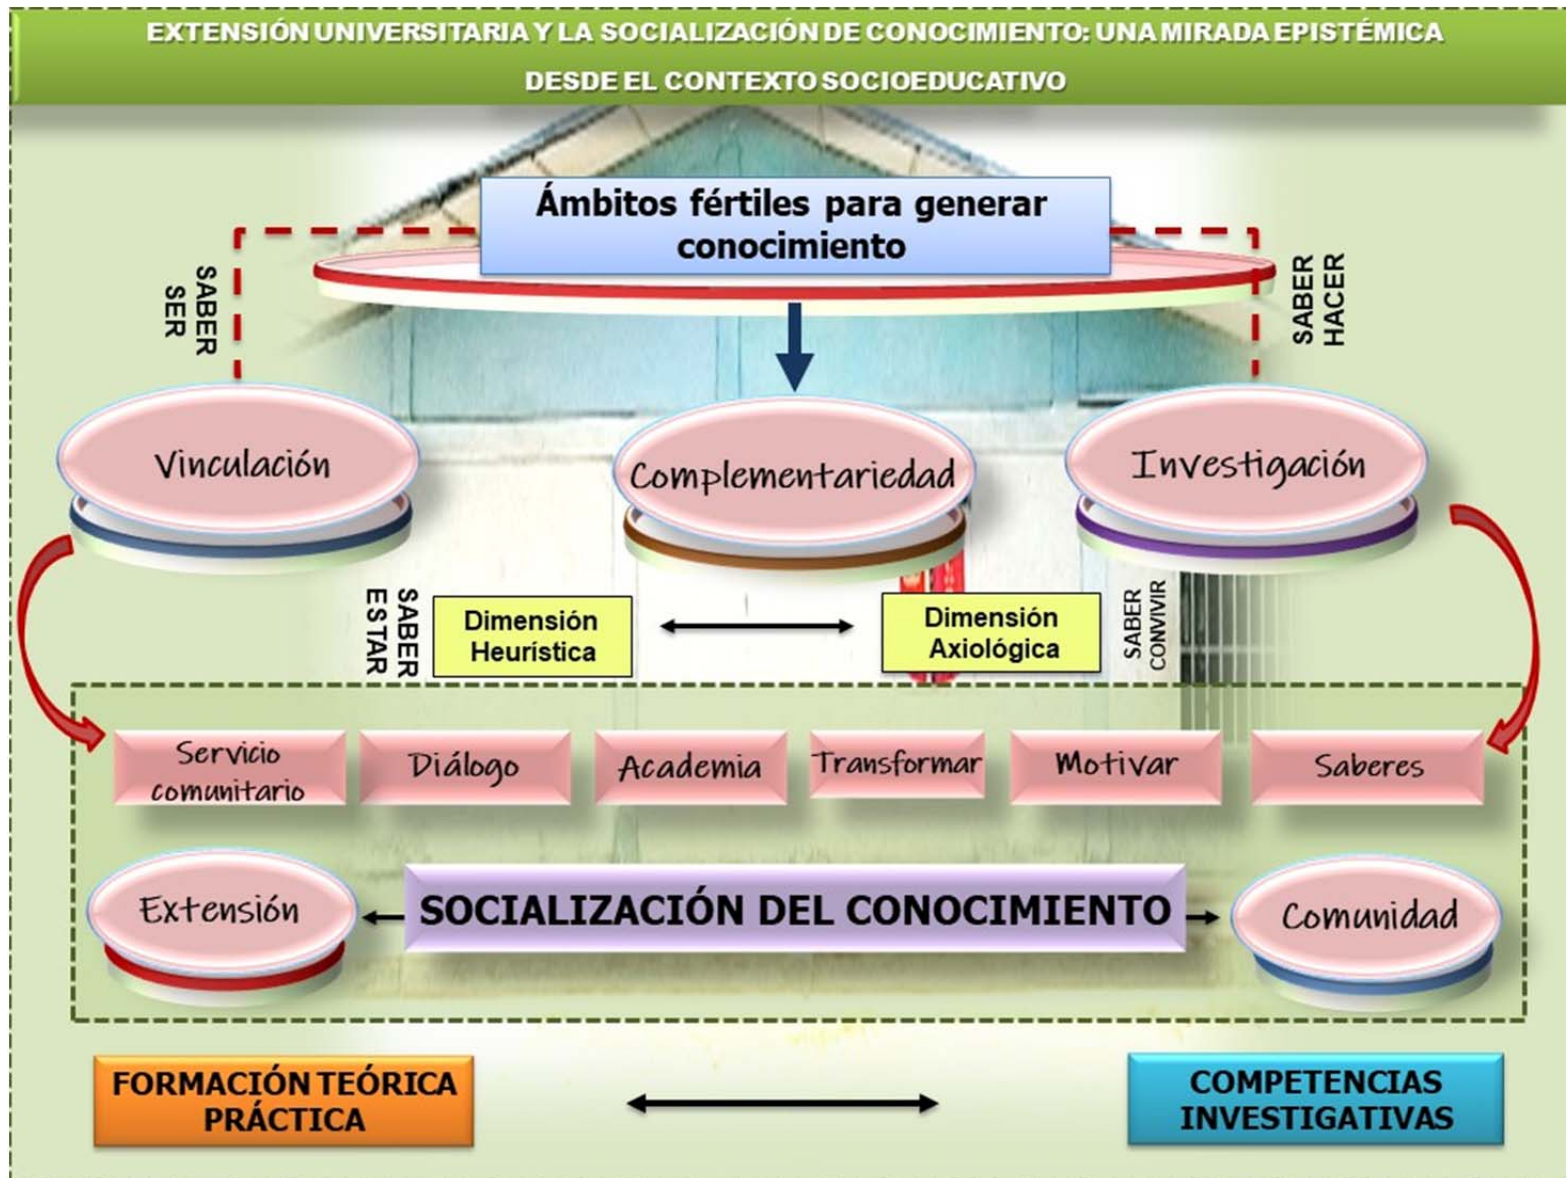 EXTENSIÓN UNIVERSITARIA Y LA SOCIALIZACIÓN DE CONOCIMIENTO: UNA MIRADA EPISTÉMICA
DESDE EL CONTEXTO SOCIOEDUCATIVO
Ámbitos fértiles para generar
conocimiento
SABER
SER
SABER
HACER
Vinculación
Complementariedad
Investigación
SABER
ESTAR
Dimensión
Heurística
Dimensión
Axiológica
SABER
CONVIVIR
Servicio
comunitario
Diálogo
Academia
Transformar
Motivar
Saberes
Extensión
SOCIALIZACIÓN DEL CONOCIMIENTO
Comunidad
FORMACIÓN TEÓRICA
PRÁCTICA
COMPETENCIAS
INVESTIGATIVAS